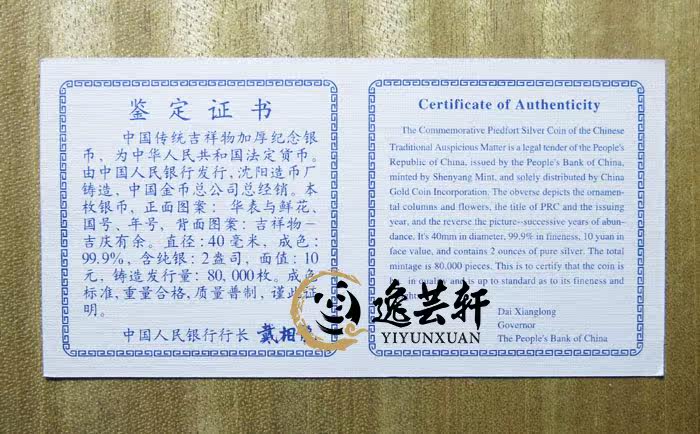 鉴定证书
中国传统吉祥物加厚纪念银
币，为中华人民共和国法定货币。
由中国人民银行发行，沈阳造币厂
铸造，中国金币总公司总经销。本
枚银币，正面图案：华表与鲜花、
国号、年号，背面图案：吉祥物－
吉庆有余。直径：40毫米，成色：
99.9%，含纯银：2盎司，面值：10
元，铸造发行量：80,000枚。成色
标准，重量合格，质量普制，谨此证
明。
中国人民银行行长 戴相
Certificate of Authenticity
The Commemorative Piedfort Silver Coin of the Chinese
Traditional Auspicious Matter is a legal tender of the People's
Republic of China, issued by the People's Bank of China,
minted by Shenyang Mint, and solely distributed by China
Gold Coin Incorporation. The obverse depicts the ornamen-
tal columns and flowers, the title of PRC and the issuing
year, and the reverse the picture--successive years of abun-
dance. It's 40mm in diameter, 99.9% in fineness, 10 yuan in
face value, and contains 2 ounces of pure silver. The total
mintage is 80.000 pieces. This is to certify that the coin is
in quality and is up to standard as to its fineness and
Dai Xianglong
Governor
The People's Bank of China
逸芸轩
YIYUNXUAN